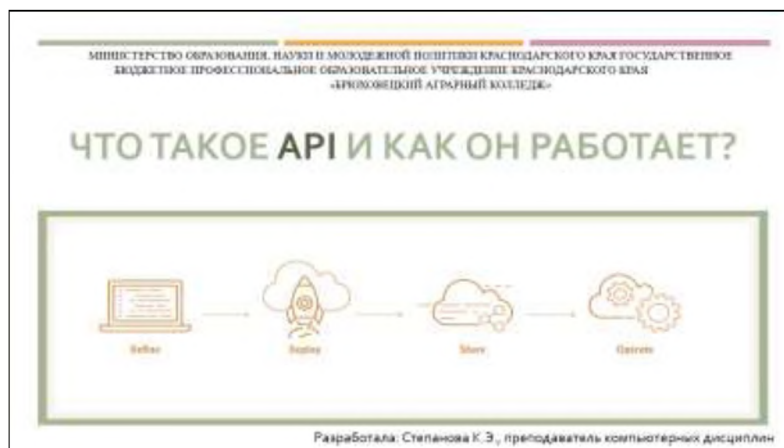 МИНИСТЕРСТВО ОБРАЗОВАНИЯ, НАУКИ И МОЛОДЕЖНОЙ ПОЛИТИКИ КРАСНОДАРСКОГО КРАЯ ГОСУДАРСТВЕННОЕ
БЮДЖЕТНОЕ ПРОФЕССИОНАЛЬНОЕ ОБРАЗОВАТЕЛЬНОЕ УЧРЕЖДЕНИЕ КРАСНОДАРСКОГО КРАЯ
«БРЮХОВЕЦКИЙ АГРАРНЫЙ КОЛЛЕДЖ»
ЧТО ТАКОЕ API И КАК ОН РАБОТАЕТ?
Deploy
Share
Operate
Разработала: Степанова К.Э., преподаватель компьютерных дисциплин